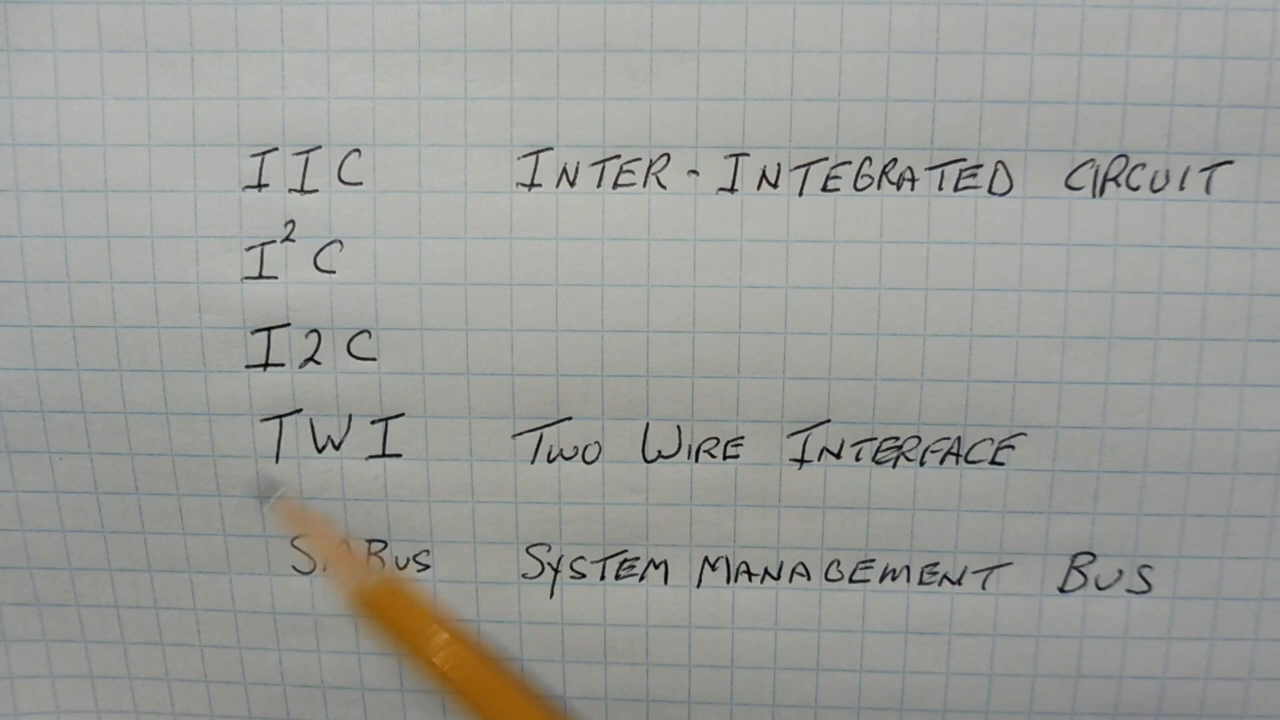 IIC INTER-INTEGRATED CIRCUIT
I²C
I2C
TWI TWO WIRE INTERFACE
SYSTEM MANAGEMENT BUS